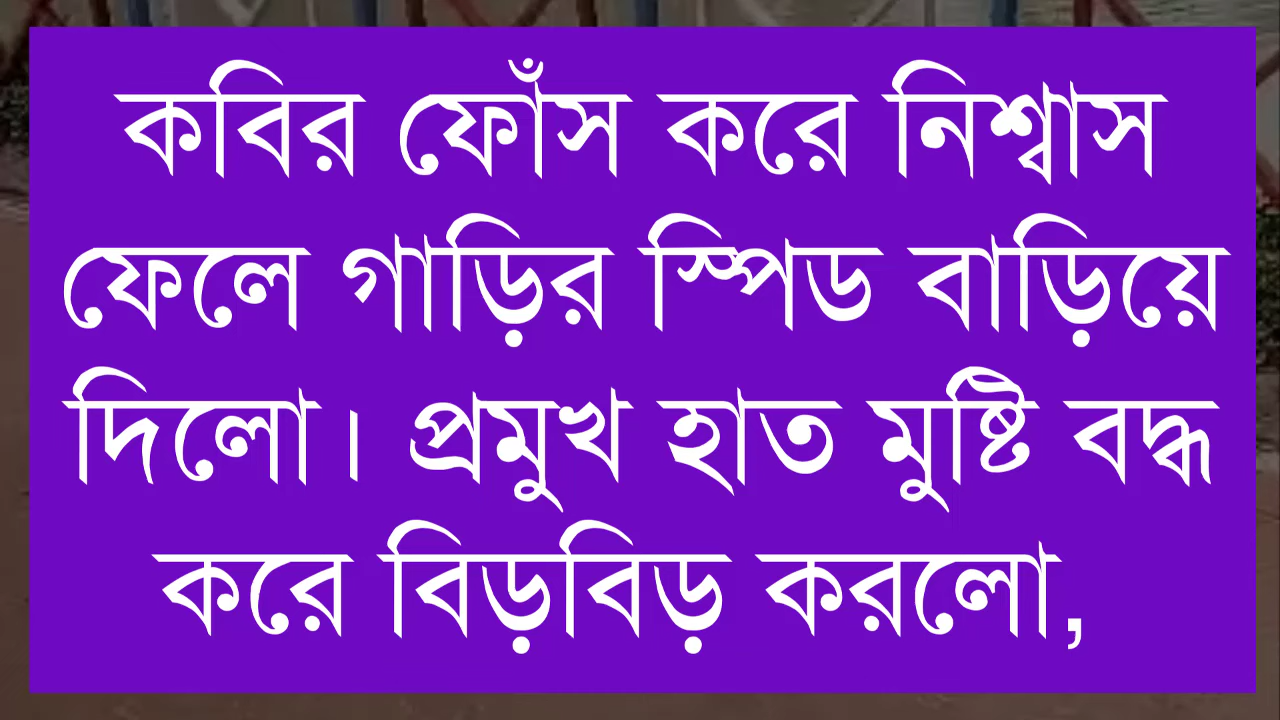 কবির ফোঁস করে নিশ্বাস
ফেলে গাড়ির স্পিড বাড়িয়ে
দিলো। প্রমুখ হাত মুষ্টি বদ্ধ
করে বিড়বিড় করলো,